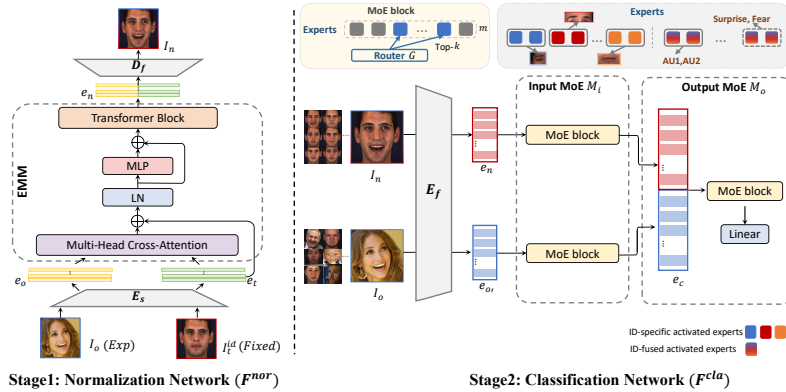 I_n
D_f
e_n
Transformer Block
MLP
EMM
LN
Multi-Head Cross-Attention
e_o
e_t
E_s
I_o (Exp)
I_t^id (Fixed)
Stage1: Normalization Network (F^nor)
MoE block
Experts
m
Router G
Top-k
Experts
Surprise, Fear
AU1,AU2
Input MoE M_i
Output MoE M_o
I_n
E_f
e_n
MoE block
MoE block
Linear
I_o
e_o,
MoE block
e_c
ID-specific activated experts
ID-fused activated experts
Stage2: Classification Network (F^cla)